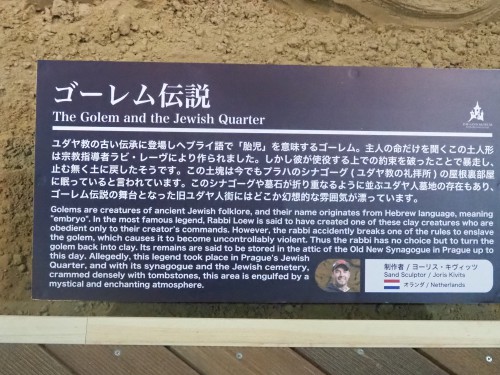 ゴーレム伝説
The Golem and the Jewish Quarter
ユダヤ教の古い伝承に登場しヘブライ語で「胎児」を意味するゴーレム。主人の命だけを聞くこの土人形
は宗教指導者ラビ・レーヴにより作られました。しかし彼が使役する上での約束を破ったことで暴走し、
止む無く土に戻したそうです。この土塊は今でもプラハのシナゴーグ(ユダヤ教の礼拝所)の屋根裏部屋
に眠っていると言われています。このシナゴーグや墓石が折り重なるように並ぶユダヤ人墓地の存在もあり、
ゴーレム伝説の舞台となった旧ユダヤ人街にはどこか幻想的な雰囲気が漂っています。
Golems are creatures of ancient Jewish folklore, and their name originates from Hebrew language, meaning
"embryo". In the most famous legend, Rabbi Loew is said to have created one of these clay creatures who are
obedient only to their creator's commands. However, the rabbi accidently breaks one of the rules to enslave
the golem, which causes it to become uncontrollably violent. Thus the rabbi has no choice but to turn the
golem back into clay. Its remains are said to be stored in the attic of the Old New Synagogue in Prague up to
this day. Allegedly, this legend took place in Prague's Jewish
Quarter, and with its synagogue and the Jewish cemetery,
crammed densely with tombstones, this area is engulfed by a
mystical and enchanting atmosphere.
制作者 / ヨーリス・キヴィッツ
Sand Sculptor / Joris Kivits
オランダ / Netherlands